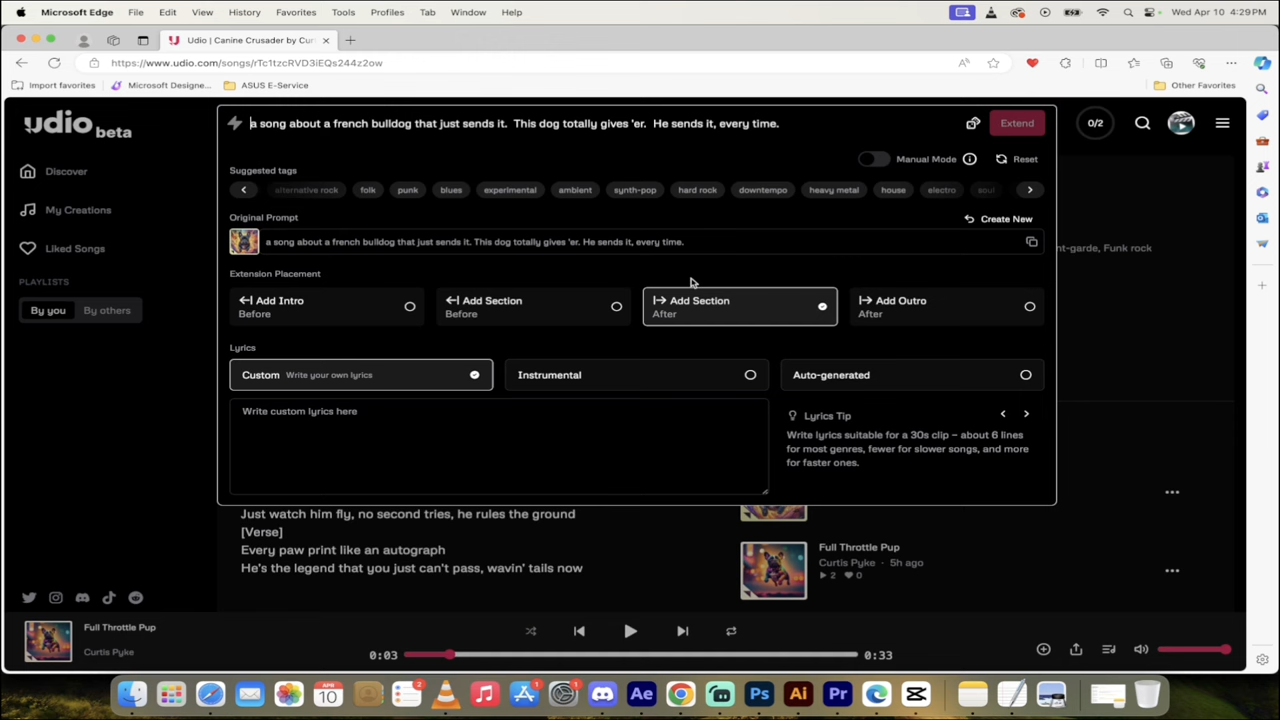 Microsoft Edge File Edit View History Favorites Tools Profiles Tab Window Help Wed Apr 10 4:29PM
Udio | Canine Crusader by Cur
https://www.udio.com/songs/rTc1tzcRVD3iEQs244z2ow
Import favorites Microsoft Designe... ASUS E-Service Other Favorites
udio beta
a song about a french bulldog that just sends it. This dog totally gives 'er. He sends it, every time.
Extend
0/2
Manual Mode Reset
Discover
My Creations
Liked Songs
PLAYLISTS
By you By others
Suggested tags
alternative rock folk punk blues experimental ambient synth-pop hard rock downtempo heavy metal house electro soul
Original Prompt Create New
a song about a french bulldog that just sends it. This dog totally gives 'er. He sends it, every time.
nt-garde, Funk rock
Extension Placement
Add Intro
Before
Add Section
Before
Add Section
After
Add Outro
After
Lyrics
Custom Write your own lyrics
Instrumental
Auto-generated
Write custom lyrics here
Lyrics Tip
Write lyrics suitable for a 30s clip – about 6 lines
for most genres, fewer for slower songs, and more
for faster ones.
Just watch him fly, no second tries, he rules the ground
[Verse]
Every paw print like an autograph
He's the legend that you just can't pass, wavin' tails now
Full Throttle Pup
Curtis Pyke • 5h ago
2 0
Full Throttle Pup
Curtis Pyke
0:03 0:33
APR
10
2
1
1
Ae
Ps
Ai
Pr